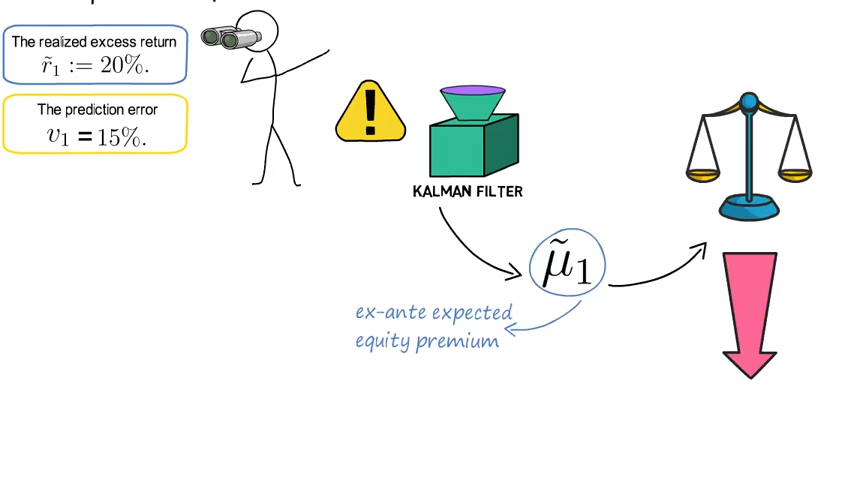 The realized excess return
r̃₁ := 20%.
The prediction error
v₁ = 15%.
!
KALMAN FILTER
μ̃₁
ex-ante expected
equity premium